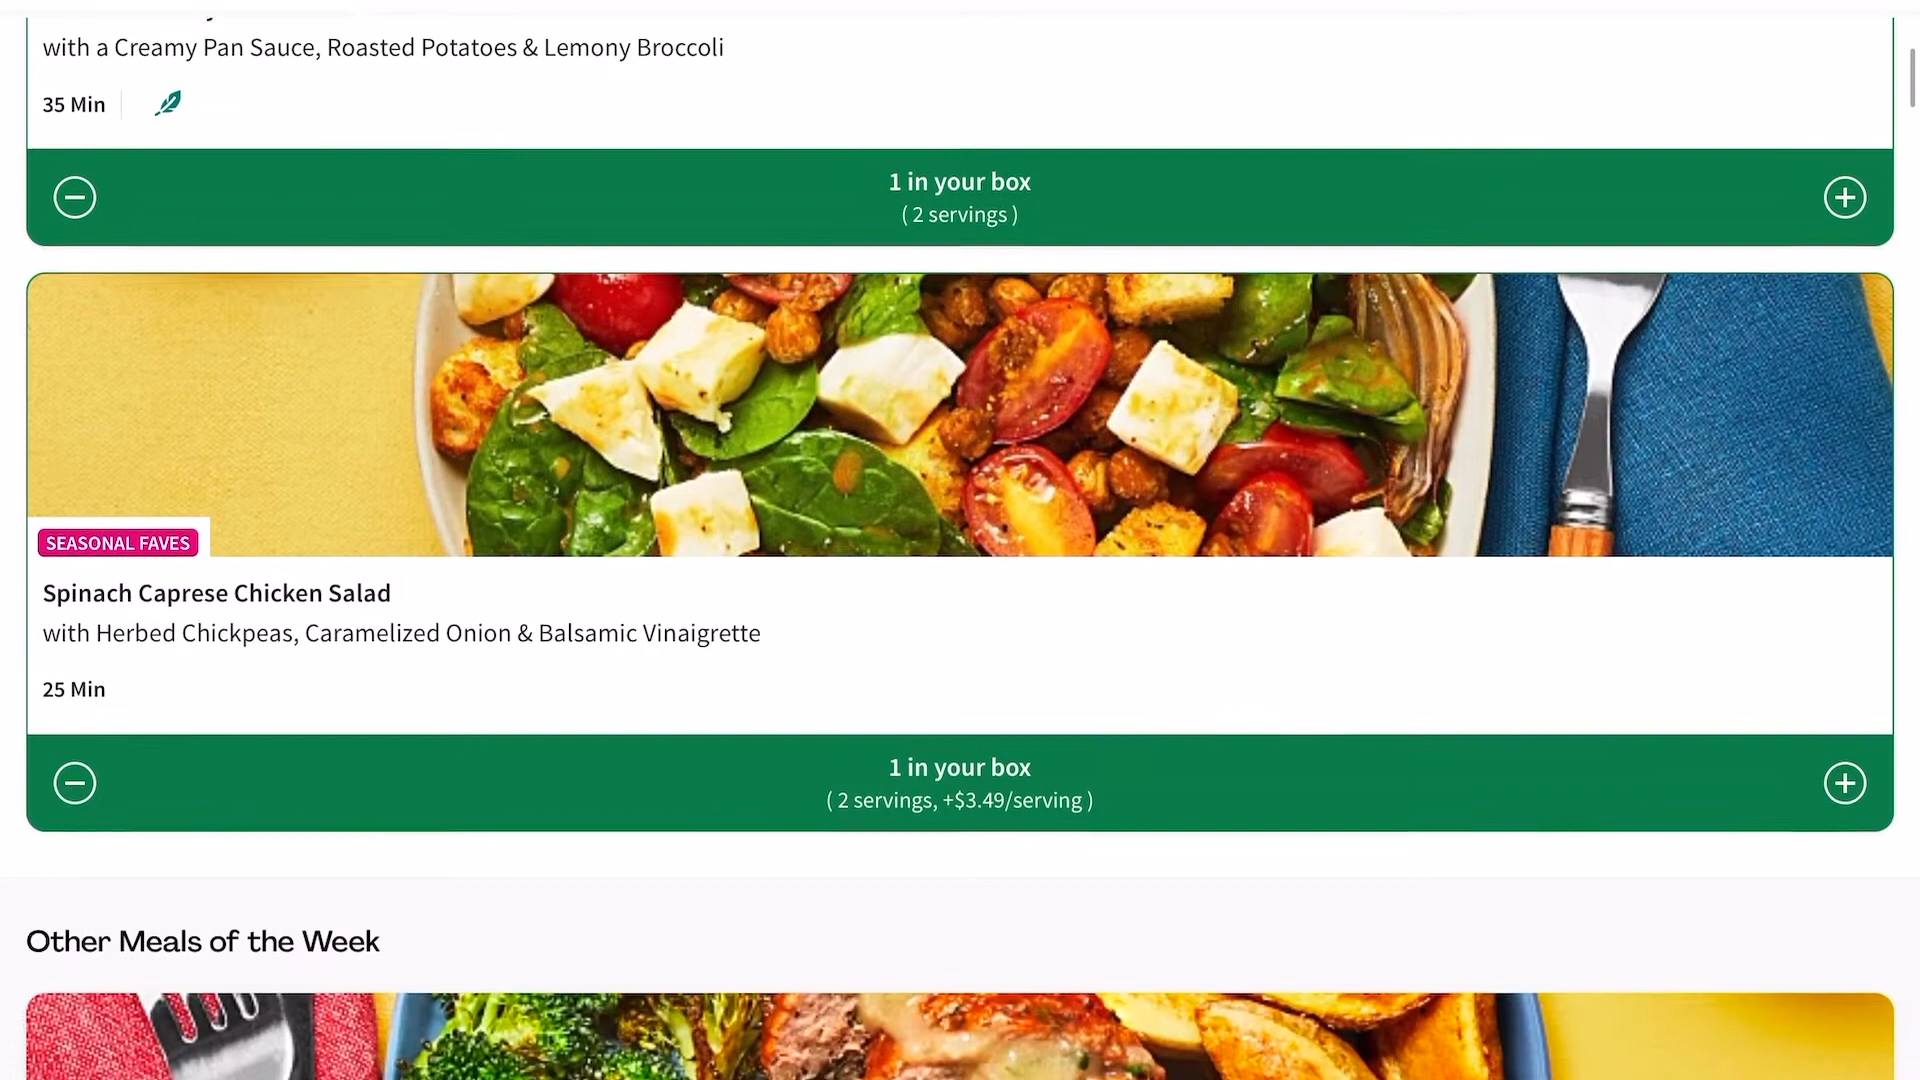 with a Creamy Pan Sauce, Roasted Potatoes & Lemony Broccoli
35 Min
1 in your box
( 2 servings )
SEASONAL FAVES
Spinach Caprese Chicken Salad
with Herbed Chickpeas, Caramelized Onion & Balsamic Vinaigrette
25 Min
1 in your box
( 2 servings, +$3.49/serving )
Other Meals of the Week